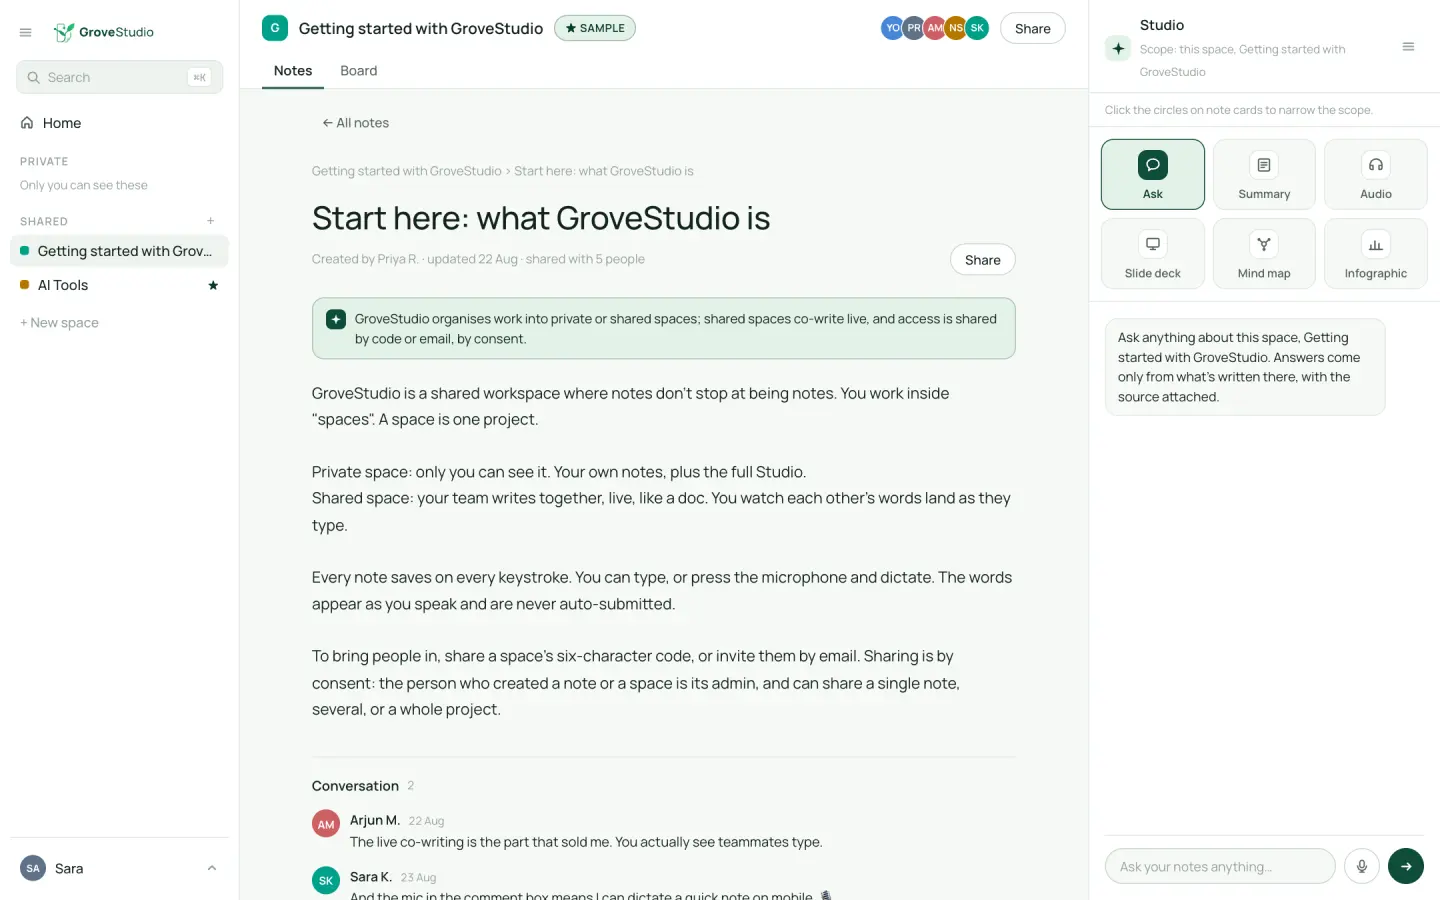 GroveStudio
Search ⌘K
Home
PRIVATE
Only you can see these
SHARED +
Getting started with Grov...
AI Tools ★
+ New space
SA Sara
G Getting started with GroveStudio ★ SAMPLE
YO PR AM NS SK Share
Notes Board
← All notes
Getting started with GroveStudio › Start here: what GroveStudio is
Start here: what GroveStudio is
Created by Priya R. · updated 22 Aug · shared with 5 people
Share
GroveStudio organises work into private or shared spaces; shared spaces co-write live, and access is shared
by code or email, by consent.
GroveStudio is a shared workspace where notes don't stop at being notes. You work inside
"spaces". A space is one project.
Private space: only you can see it. Your own notes, plus the full Studio.
Shared space: your team writes together, live, like a doc. You watch each other's words land as they
type.
Every note saves on every keystroke. You can type, or press the microphone and dictate. The words
appear as you speak and are never auto-submitted.
To bring people in, share a space's six-character code, or invite them by email. Sharing is by
consent: the person who created a note or a space is its admin, and can share a single note,
several, or a whole project.
Conversation 2
AM Arjun M. 22 Aug
The live co-writing is the part that sold me. You actually see teammates type.
SK Sara K. 23 Aug
And the mic in the comment box means I can dictate a quick note on mobile. 🎙️
Studio
Scope: this space, Getting started with
GroveStudio
Click the circles on note cards to narrow the scope.
Ask Summary Audio
Slide deck Mind map Infographic
Ask anything about this space, Getting
started with GroveStudio. Answers come
only from what's written there, with the
source attached.
Ask your notes anything...